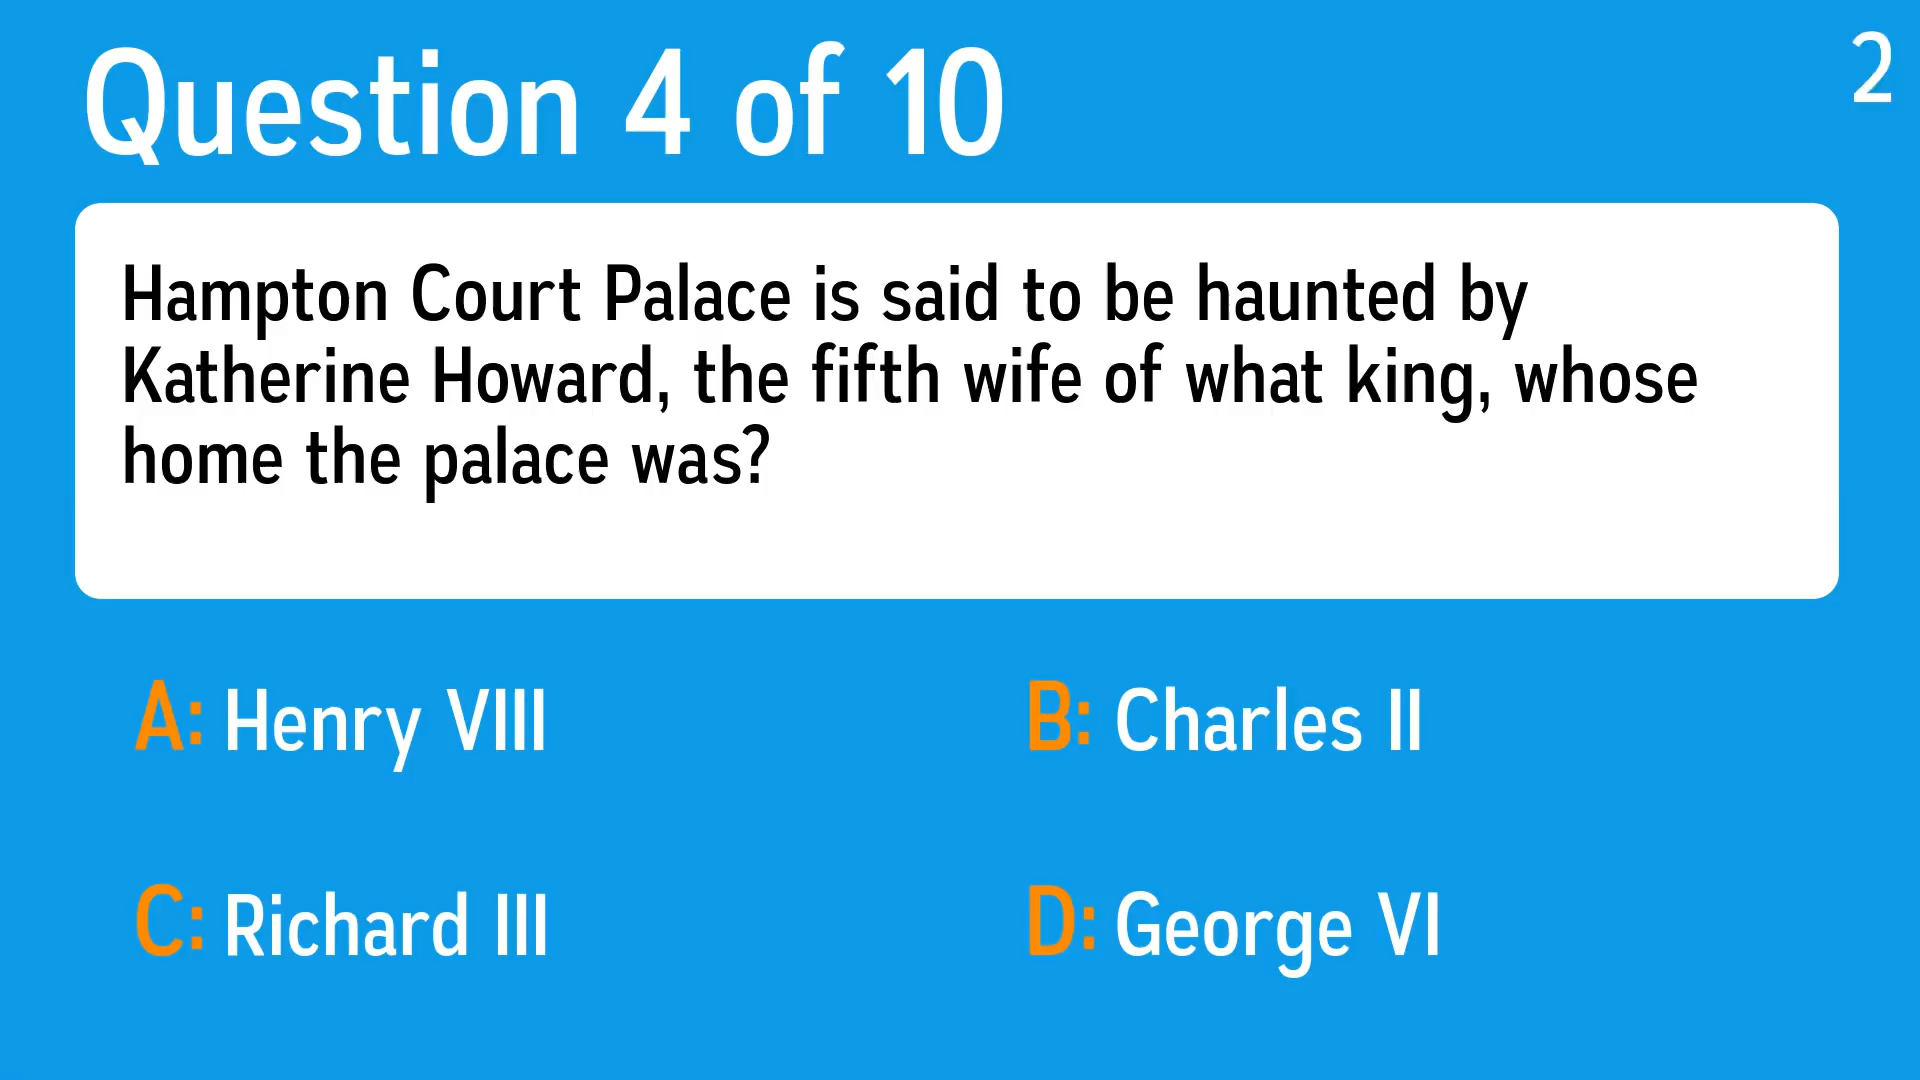 Question 4 of 10
2
Hampton Court Palace is said to be haunted by
Katherine Howard, the fifth wife of what king, whose
home the palace was?
A: Henry VIII
B: Charles II
C: Richard III
D: George VI